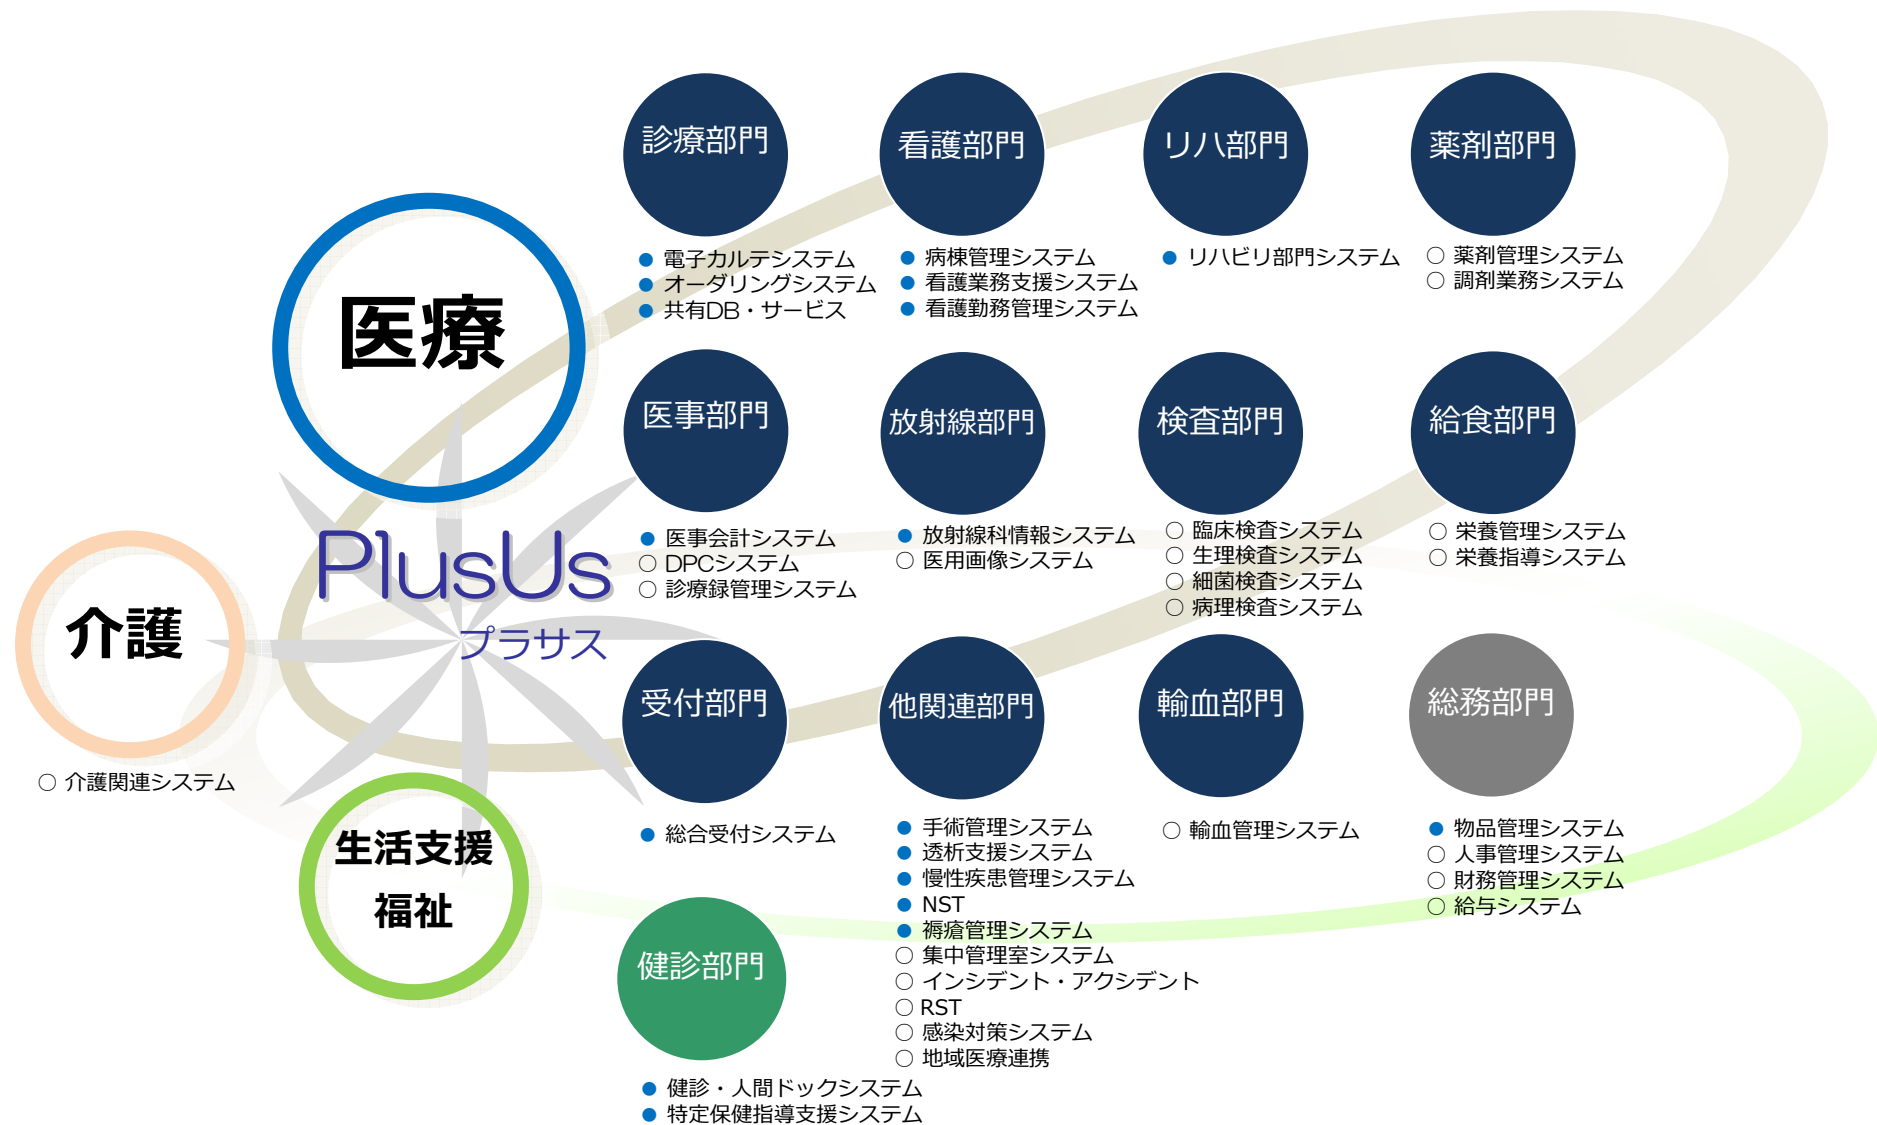 診療部門
● 電子カルテシステム
● オーダリングシステム
● 共有DB・サービス
看護部門
● 病棟管理システム
● 看護業務支援システム
● 看護勤務管理システム
リハ部門
● リハビリ部門システム
薬剤部門
○ 薬剤管理システム
○ 調剤業務システム
医療
医事部門
● 医事会計システム
○ DPCシステム
○ 診療録管理システム
放射線部門
● 放射線科情報システム
○ 医用画像システム
検査部門
○ 臨床検査システム
○ 生理検査システム
○ 細菌検査システム
○ 病理検査システム
給食部門
○ 栄養管理システム
○ 栄養指導システム
PlusUs
プラサス
介護
○ 介護関連システム
受付部門
● 総合受付システム
他関連部門
● 手術管理システム
● 透析支援システム
● 慢性疾患管理システム
● NST
● 褥瘡管理システム
○ 集中管理室システム
○ インシデント・アクシデント
○ RST
○ 感染対策システム
○ 地域医療連携
輸血部門
○ 輸血管理システム
総務部門
● 物品管理システム
○ 人事管理システム
○ 財務管理システム
○ 給与システム
生活支援
福祉
健診部門
● 健診・人間ドックシステム
● 特定保健指導支援システム